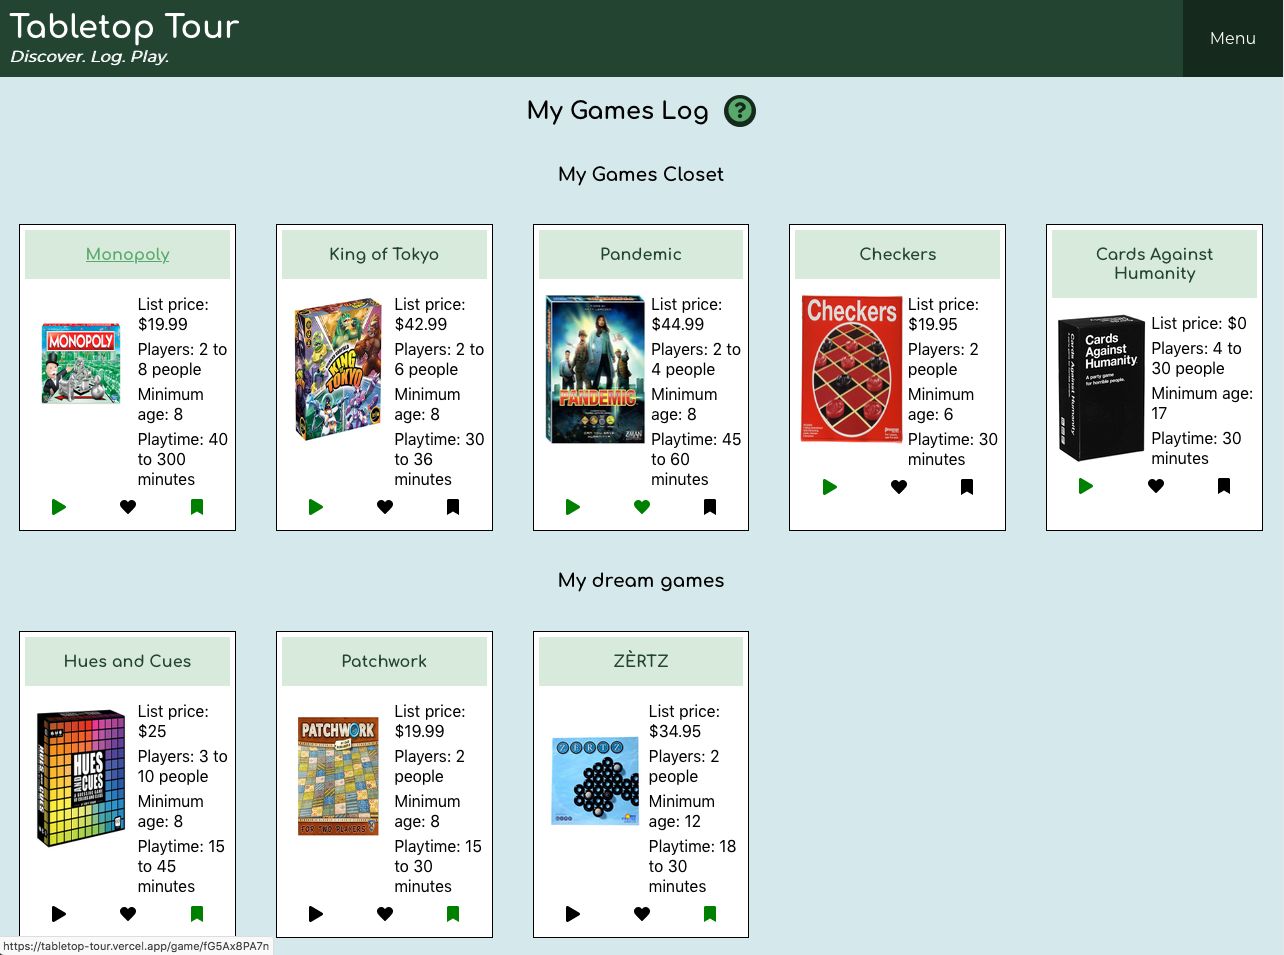 Tabletop Tour
Discover. Log. Play.
Menu
My Games Log ?
My Games Closet
Monopoly
MONOPOLY
List price:
$19.99
Players: 2 to
8 people
Minimum
age: 8
Playtime: 40
to 300
minutes
King of Tokyo
KING
OF
TOKYO
List price:
$42.99
Players: 2 to
6 people
Minimum
age: 8
Playtime: 30
to 36
minutes
Pandemic
PANDEMIC
List price:
$44.99
Players: 2 to
4 people
Minimum
age: 8
Playtime: 45
to 60
minutes
Checkers
Checkers
List price:
$19.95
Players: 2
people
Minimum
age: 6
Playtime: 30
minutes
Cards Against
Humanity
Cards
Against
Humanity
A party game
for horrible people.
Cards Against Humanity
List price: $0
Players: 4 to
30 people
Minimum age:
17
Playtime: 30
minutes
My dream games
Hues and Cues
HUES
AND
CUES
HUES
CUES
List price:
$25
Players: 3 to
10 people
Minimum
age: 8
Playtime: 15
to 45
minutes
Patchwork
PATCHWORK
FOR TWO PLAYERS
List price:
$19.99
Players: 2
people
Minimum
age: 8
Playtime: 15
to 30
minutes
ZÈRTZ
ZERTZ
List price:
$34.95
Players: 2
people
Minimum
age: 12
Playtime: 18
to 30
minutes
https://tabletop-tour.vercel.app/game/fG5Ax8PA7n